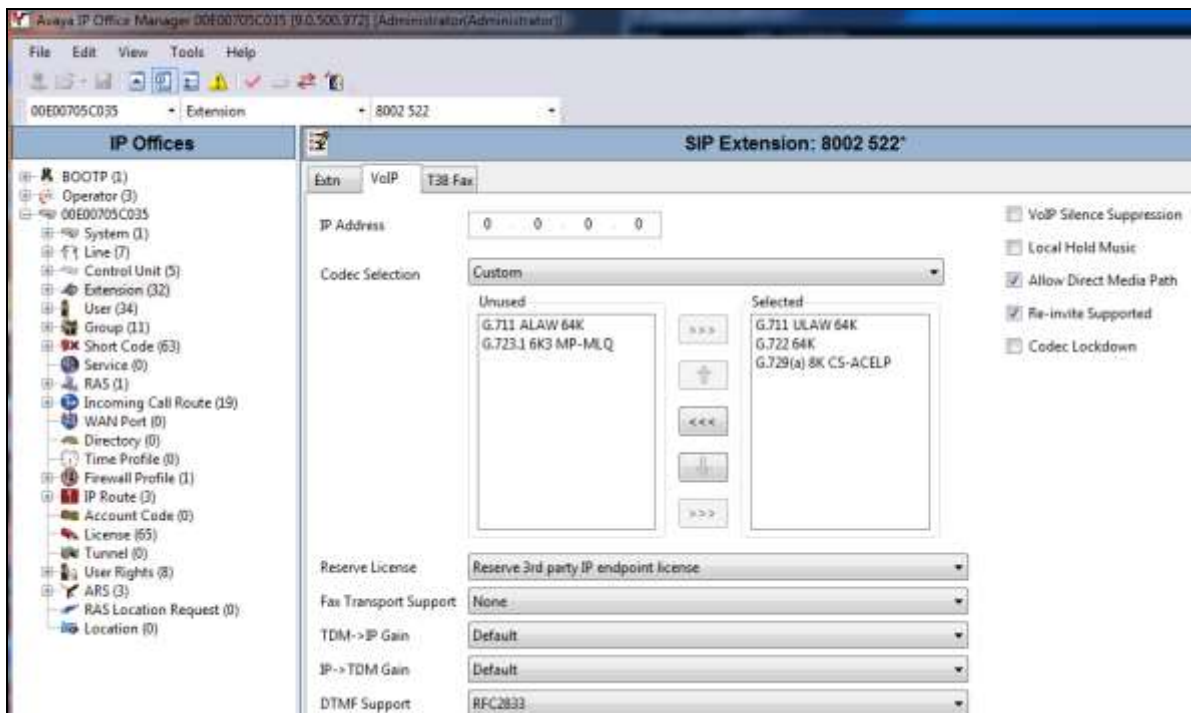 Avaya IP Office Manager 00E00705C035 [9.0.500.972] [Administrator(Administrator)]
File Edit View Tools Help
00E00705C035 Extension 8002 522
IP Offices
BOOTP (1)
Operator (3)
00E00705C035
System (1)
Line (7)
Control Unit (5)
Extension (32)
User (34)
Group (11)
Short Code (63)
Service (0)
RAS (1)
Incoming Call Route (19)
WAN Port (0)
Directory (0)
Time Profile (0)
Firewall Profile (1)
IP Route (3)
Account Code (0)
License (65)
Tunnel (0)
User Rights (8)
ARS (3)
RAS Location Request (0)
Location (0)
SIP Extension: 8002 522*
Extn VoIP T38 Fax
IP Address 0 . 0 . 0 . 0
Codec Selection Custom
Unused
G.711 ALAW 64K
G.723.1 6K3 MP-MLQ
>>>
<<<
>>>
Selected
G.711 ULAW 64K
G.722 64K
G.729(a) 8K CS-ACELP
Reserve License Reserve 3rd party IP endpoint license
Fax Transport Support None
TDM->IP Gain Default
IP->TDM Gain Default
DTMF Support RFC2833
VoIP Silence Suppression
Local Hold Music
Allow Direct Media Path
Re-invite Supported
Codec Lockdown